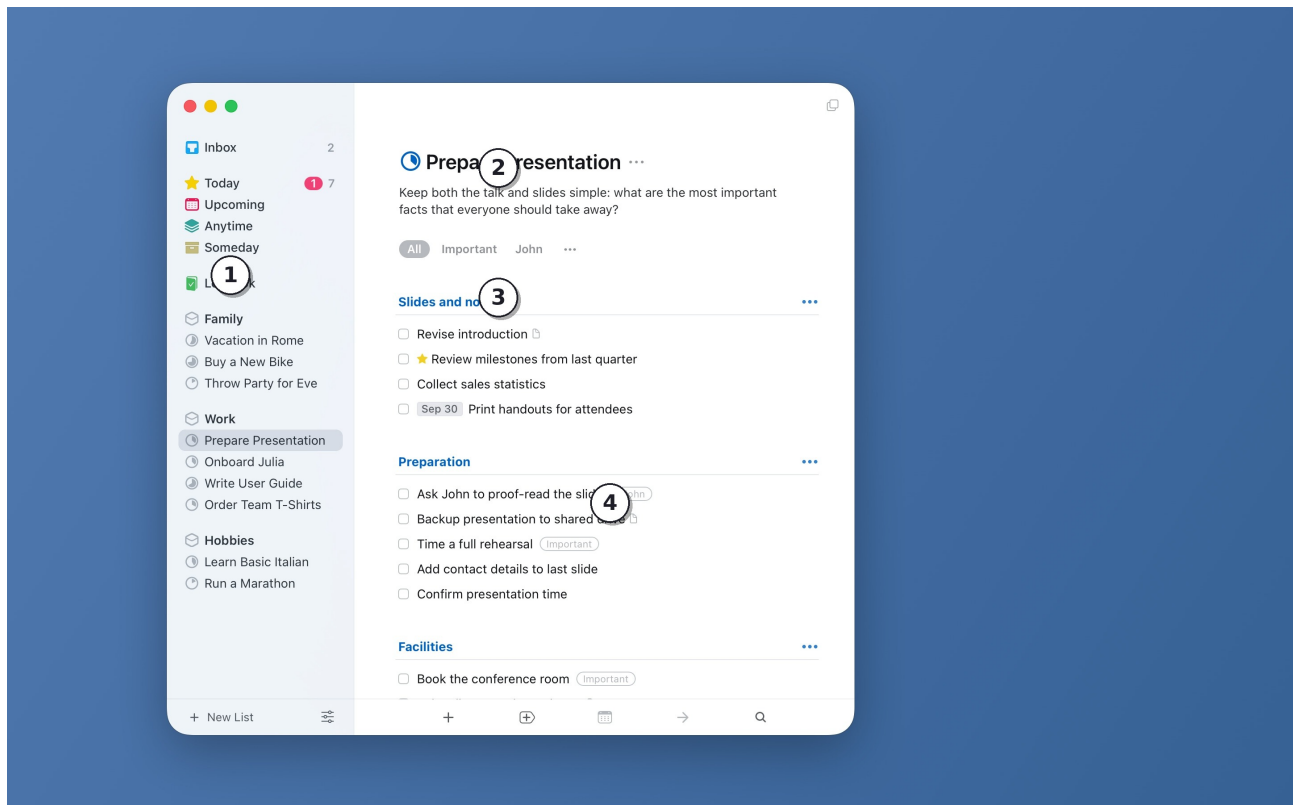 Inbox 2
Today 1 7
Upcoming
Anytime
Someday
1
Family
Vacation in Rome
Buy a New Bike
Throw Party for Eve
Work
Prepare Presentation
Onboard Julia
Write User Guide
Order Team T-Shirts
Hobbies
Learn Basic Italian
Run a Marathon
+ New List
2
Keep both the talk and slides simple: what are the most important
facts that everyone should take away?
All Important John ...
Slides and 3
Revise introduction
Review milestones from last quarter
Collect sales statistics
Sep 30 Print handouts for attendees
Preparation
Ask John to proof-read the 4
Backup presentation to shared
Time a full rehearsal Important
Add contact details to last slide
Confirm presentation time
Facilities
Book the conference room Important